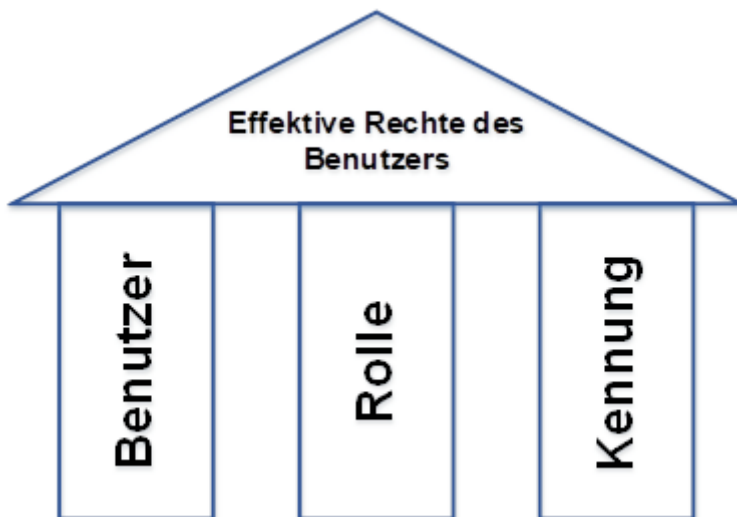 Effektive Rechte des
Benutzers
Benutzer
Rolle
Kennung